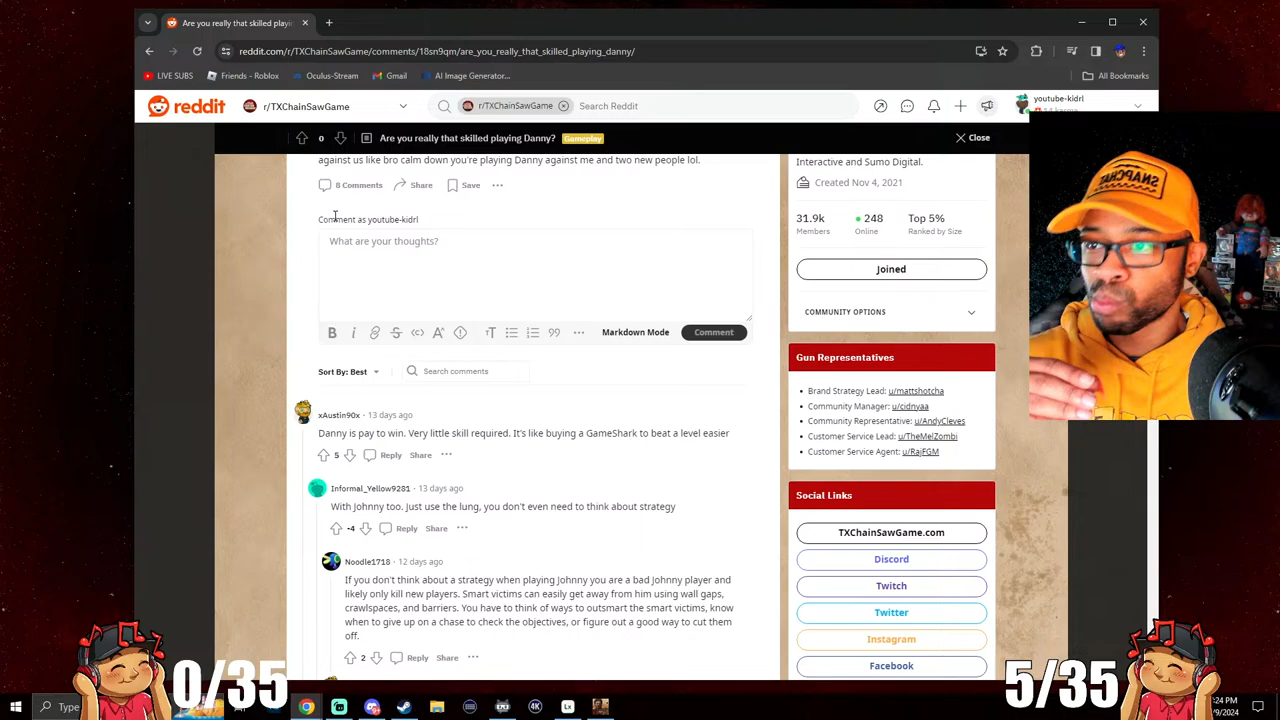 Are you really that skilled playi
reddit.com/r/TXChainSawGame/comments/18sn9qm/are_you_really_that_skilled_playing_danny/
LIVE SUBS
Friends - Roblox
Oculus-Stream
Gmail
AI Image Generator...
All Bookmarks
reddit
r/TXChainSawGame
r/TXChainSawGame
Search Reddit
youtube-kidrl
0
Are you really that skilled playing Danny?
Gameplay
Close
against us like bro calm down you're playing Danny against me and two new people lol.
8 Comments
Share
Save
Comment as youtube-kidrl
What are your thoughts?
Markdown Mode
Comment
Sort By: Best
Search comments
xAustin90x · 13 days ago
Danny is pay to win. Very little skill required. It's like buying a GameShark to beat a level easier
5
Reply
Share
Informal_Yellow9281 · 13 days ago
With Johnny too. Just use the lung, you don't even need to think about strategy
-4
Reply
Share
Noodle1718 · 12 days ago
If you don't think about a strategy when playing Johnny you are a bad Johnny player and
likely only kill new players. Smart victims can easily get away from him using wall gaps,
crawlspaces, and barriers. You have to think of ways to outsmart the smart victims, know
when to give up on a chase to check the objectives, or figure out a good way to cut them
off.
2
Reply
Share
Interactive and Sumo Digital.
Created Nov 4, 2021
31.9k
248
Top 5%
Members
Online
Ranked by Size
Joined
COMMUNITY OPTIONS
Gun Representatives
Brand Strategy Lead: u/mattshotcha
Community Manager: u/cidnyaa
Community Representative: u/AndyCleves
Customer Service Lead: u/TheMelZombi
Customer Service Agent: u/RajFGM
Social Links
TXChainSawGame.com
Discord
Twitch
Twitter
Instagram
Facebook
SNAPCHAT
0/35
5/35
Type
:24 PM
/9/2024